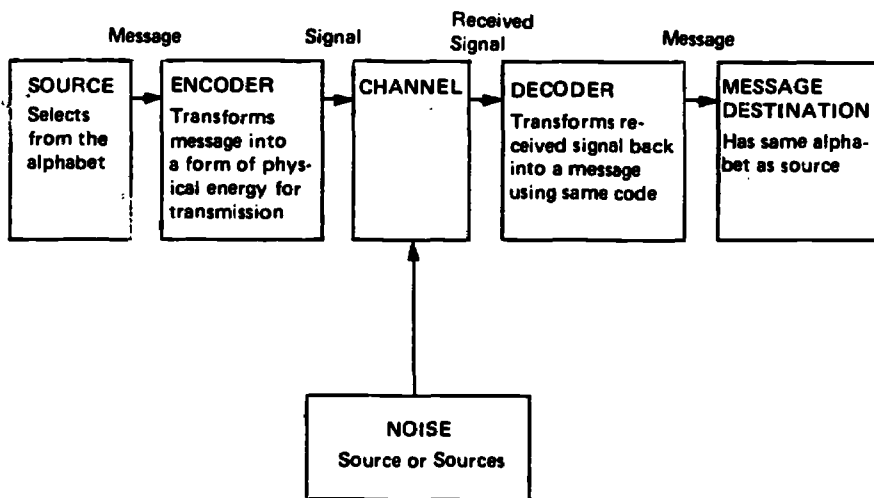 Message
Signal
Received
Signal
Message
SOURCE
Selects
from the
alphabet
ENCODER
Transforms
message into
a form of phys-
ical energy for
transmission
CHANNEL
DECODER
Transforms re-
ceived signal back
into a message
using same code
MESSAGE
DESTINATION
Has same alpha-
bet as source
NOISE
Source or Sources